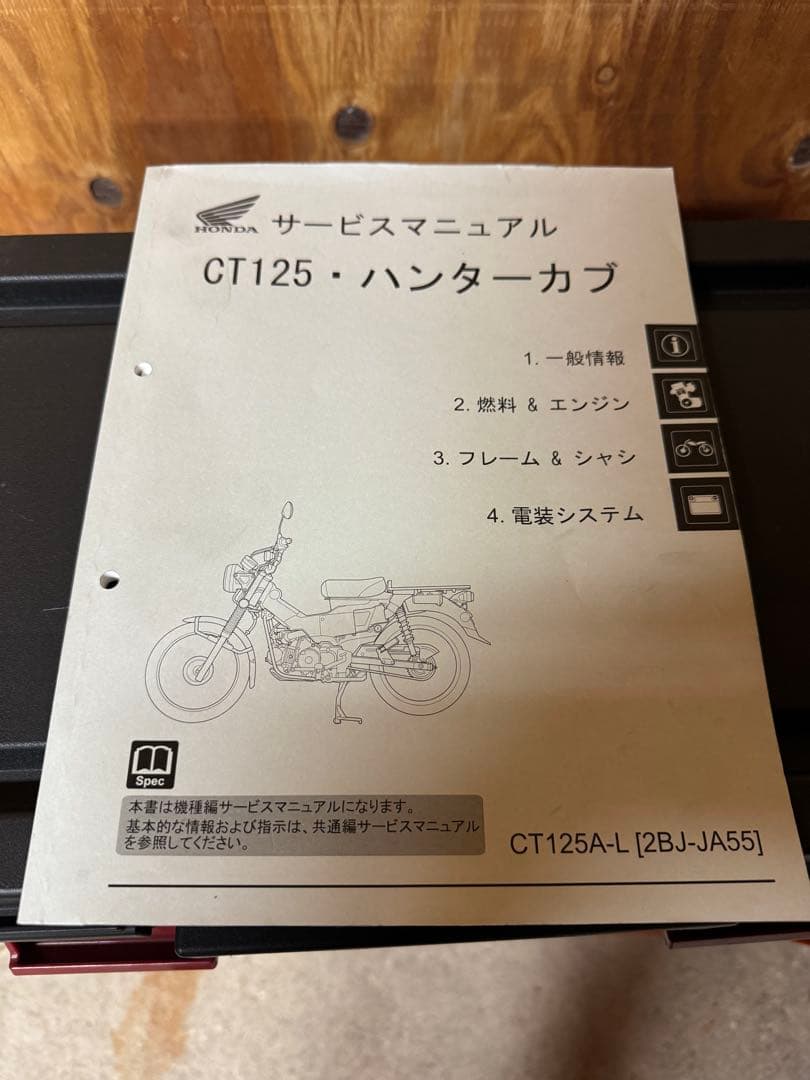 HONDA サービスマニュアル
CT125・ハンターカブ
1. 一般情報
2. 燃料 & エンジン
3. フレーム & シャシ
4. 電装システム
Spec
本書は機種編サービスマニュアルになります。
基本的な情報および指示は、共通編サービスマニュアル
を参照してください。
CT125A-L [2BJ-JA55]